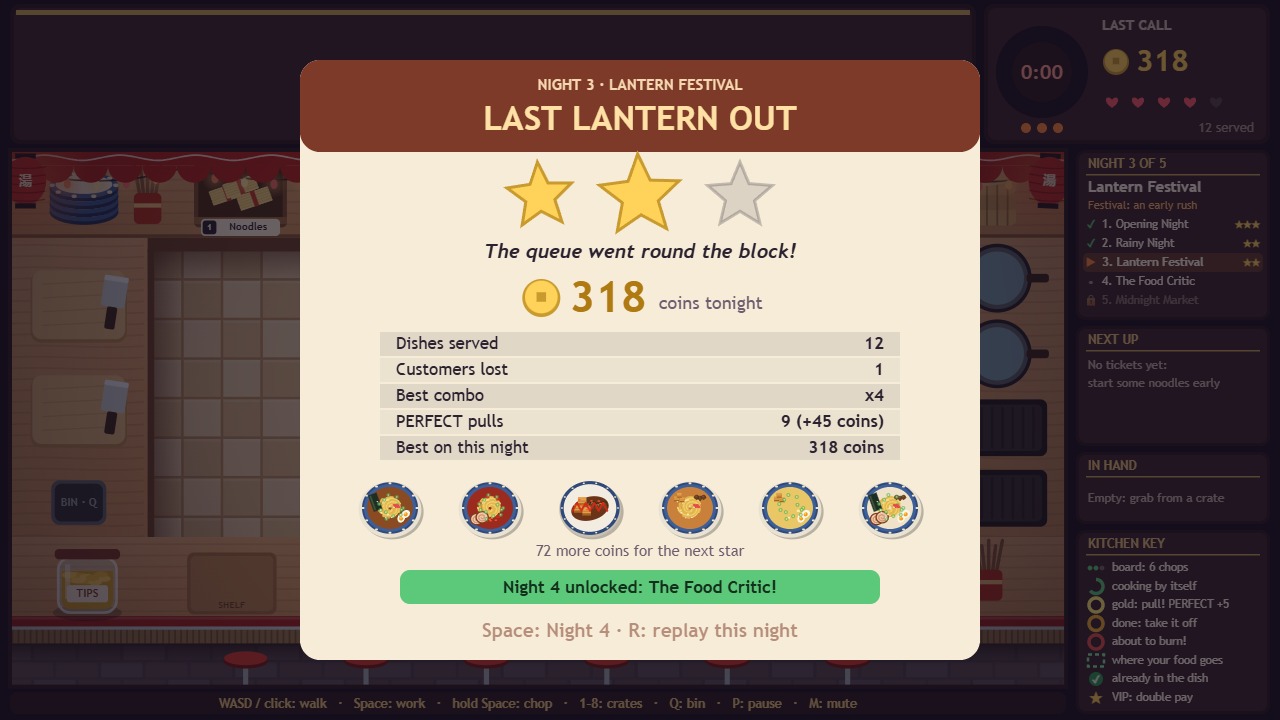 LAST CALL
0:00
318
12 served
NIGHT 3 · LANTERN FESTIVAL
LAST LANTERN OUT
The queue went round the block!
318 coins tonight
Dishes served 12
Customers lost 1
Best combo x4
PERFECT pulls 9 (+45 coins)
Best on this night 318 coins
72 more coins for the next star
Night 4 unlocked: The Food Critic!
Space: Night 4 · R: replay this night
湯
湯
1 Noodles
BIN · Q
TIPS
SHELF
NIGHT 3 OF 5
Lantern Festival
Festival: an early rush
1. Opening Night
2. Rainy Night
3. Lantern Festival
4. The Food Critic
5. Midnight Market
NEXT UP
No tickets yet:
start some noodles early
IN HAND
Empty: grab from a crate
KITCHEN KEY
board: 6 chops
cooking by itself
gold: pull! PERFECT +5
done: take it off
about to burn!
where your food goes
already in the dish
VIP: double pay
WASD / click: walk · Space: work · hold Space: chop · 1-8: crates · Q: bin · P: pause · M: mute